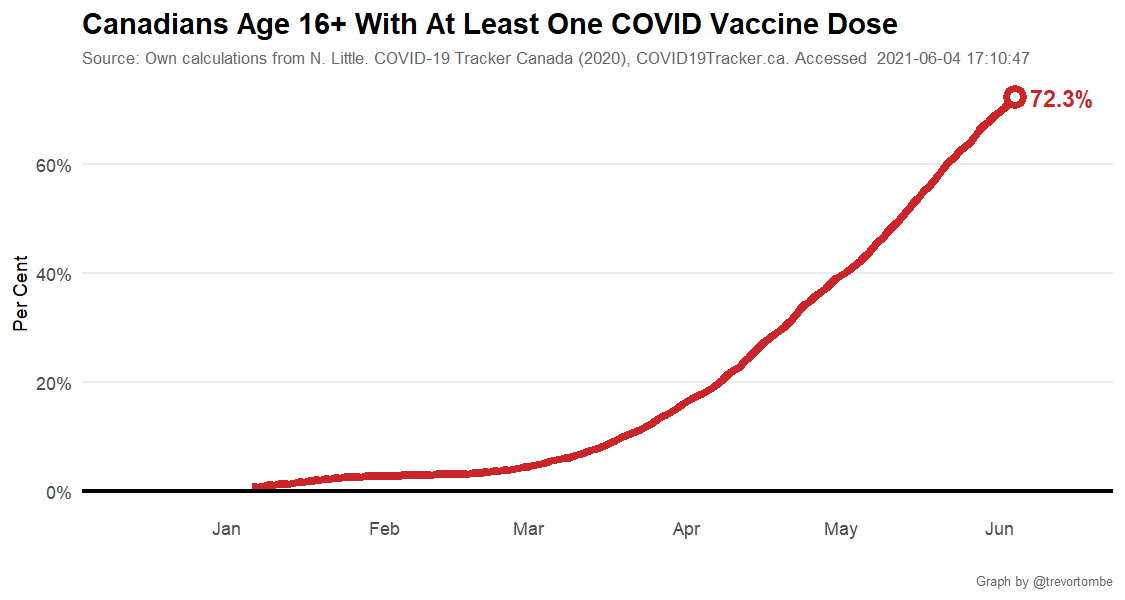 Canadians Age 16+ With At Least One COVID Vaccine Dose
Source: Own calculations from N. Little. COVID-19 Tracker Canada (2020), COVID19Tracker.ca. Accessed  2021-06-04 17:10:47
72.3%
60%
40%
20%
0%
Per Cent
Jan Feb Mar Apr May Jun
Graph by @trevortombe